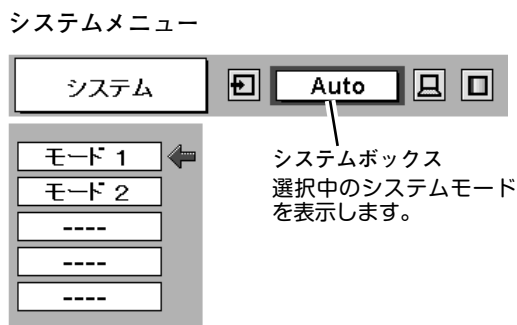 システムメニュー
システム Auto
モード 1
モード 2
----
----
----
システムボックス
選択中のシステムモード
を表示します。